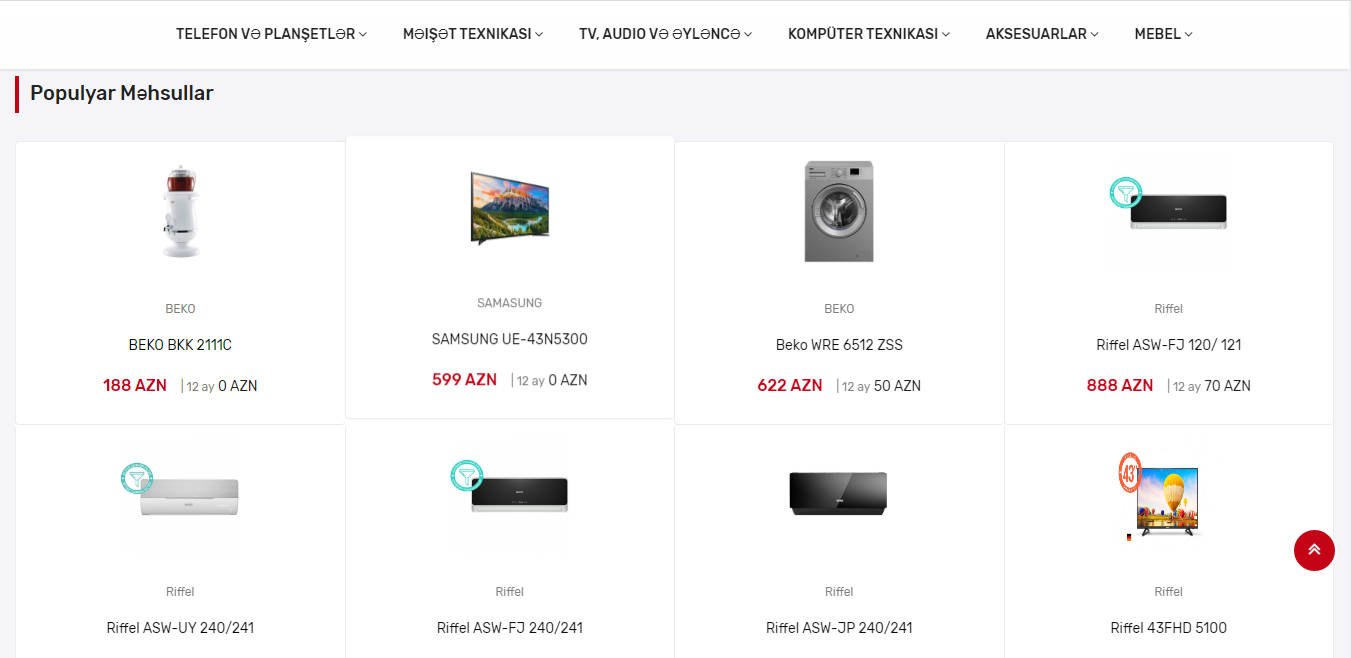 TELEFON VƏ PLANŞETLƏR MƏIŞƏT TEXNIKASI TV, AUDIO VƏ ƏYLƏNCƏ KOMPÜTER TEXNIKASI AKSESUARLAR MEBEL
Populyar Məhsullar
BEKO
BEKO BKK 2111C
188 AZN | 12 ay 0 AZN
SAMASUNG
SAMSUNG UE-43N5300
599 AZN | 12 ay 0 AZN
BEKO
Beko WRE 6512 ZSS
622 AZN | 12 ay 50 AZN
Riffel
Riffel ASW-FJ 120/ 121
888 AZN | 12 ay 70 AZN
Riffel
Riffel ASW-UY 240/241
Riffel
Riffel ASW-FJ 240/241
Riffel
Riffel ASW-JP 240/241
43"
Riffel
Riffel 43FHD 5100